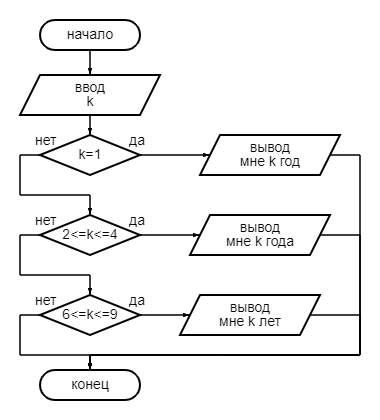 начало
ввод
k
нет
да
k=1
вывод
мне k год
нет
да
2<=k<=4
вывод
мне k года
нет
да
6<=k<=9
вывод
мне k лет
конец